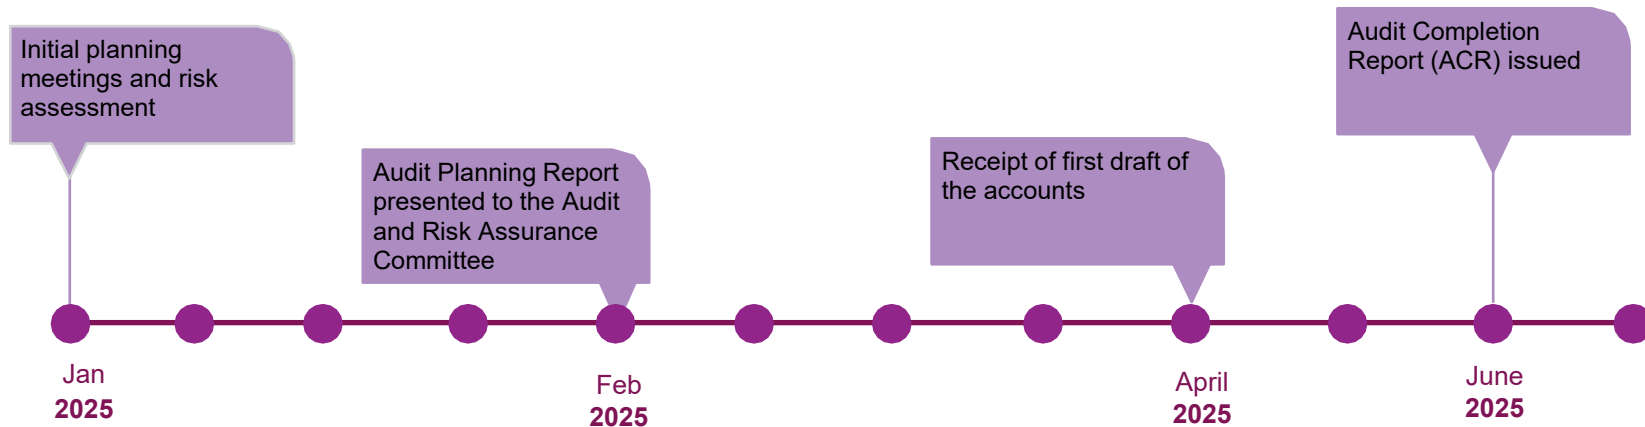 Initial planning
meetings and risk
assessment
Audit Planning Report
presented to the Audit
and Risk Assurance
Committee
Receipt of first draft of
the accounts
Audit Completion
Report (ACR) issued
Jan
2025
Feb
2025
April
2025
June
2025